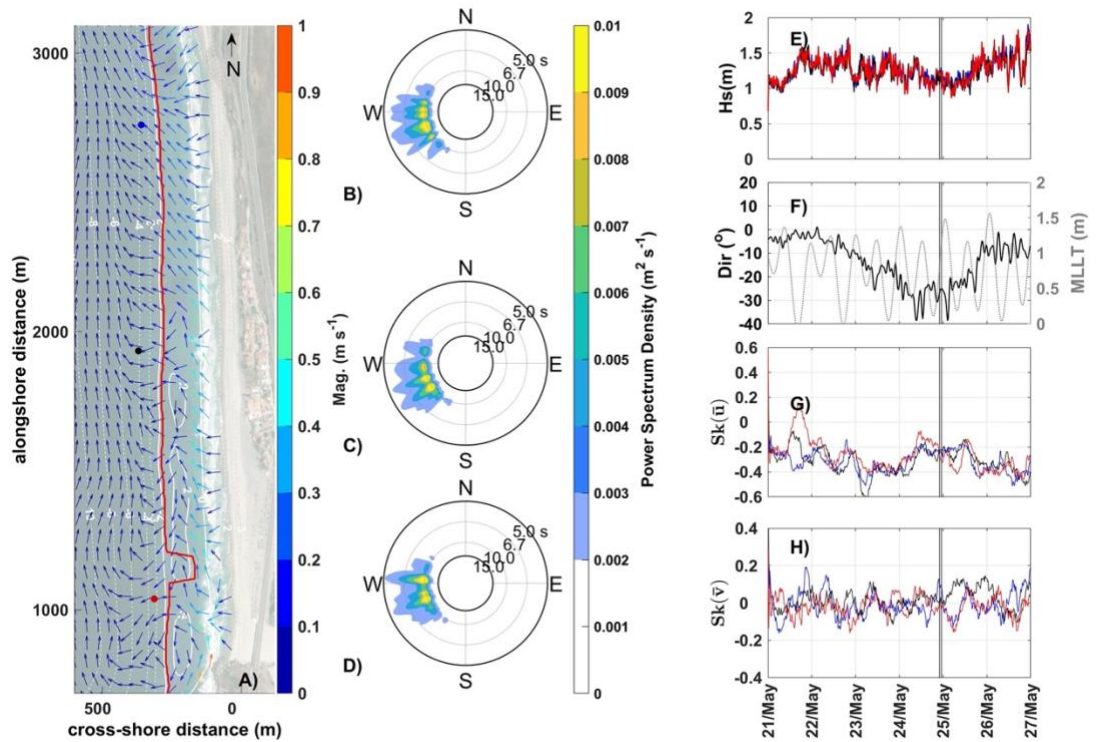 3000
2000
1000
alongshore distance (m)
500
0
cross-shore distance (m)
N
A)
1
0.9
0.8
0.7
0.6
0.5
0.4
0.3
0.2
0.1
0
Mag. (m s⁻¹)
N
W
E
S
5.0 s
6.7
10.0
15.0
B)
N
W
E
S
5.0 s
6.7
10.0
15.0
C)
N
W
E
S
5.0 s
6.7
10.0
15.0
D)
0.01
0.009
0.008
0.007
0.006
0.005
0.004
0.003
0.002
0.001
0
Power Spectrum Density (m² s⁻¹)
E)
2
1.5
1
0.5
0
Hs(m)
F)
20
10
0
-10
-20
-30
-40
Dir (°)
2
1.5
1
0.5
0
MLLT (m)
G)
0.6
0.4
0.2
0
-0.2
-0.4
-0.6
Sk(ū)
H)
0.4
0.2
0
-0.2
-0.4
Sk(v̄)
21/May
22/May
23/May
24/May
25/May
26/May
27/May